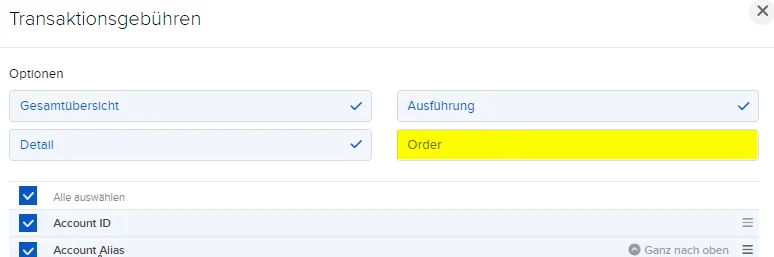 Transaktionsgebühren
Optionen
Gesamtübersicht
Ausführung
Detail
Order
Alle auswählen
Account ID
Account Alias
Ganz nach oben